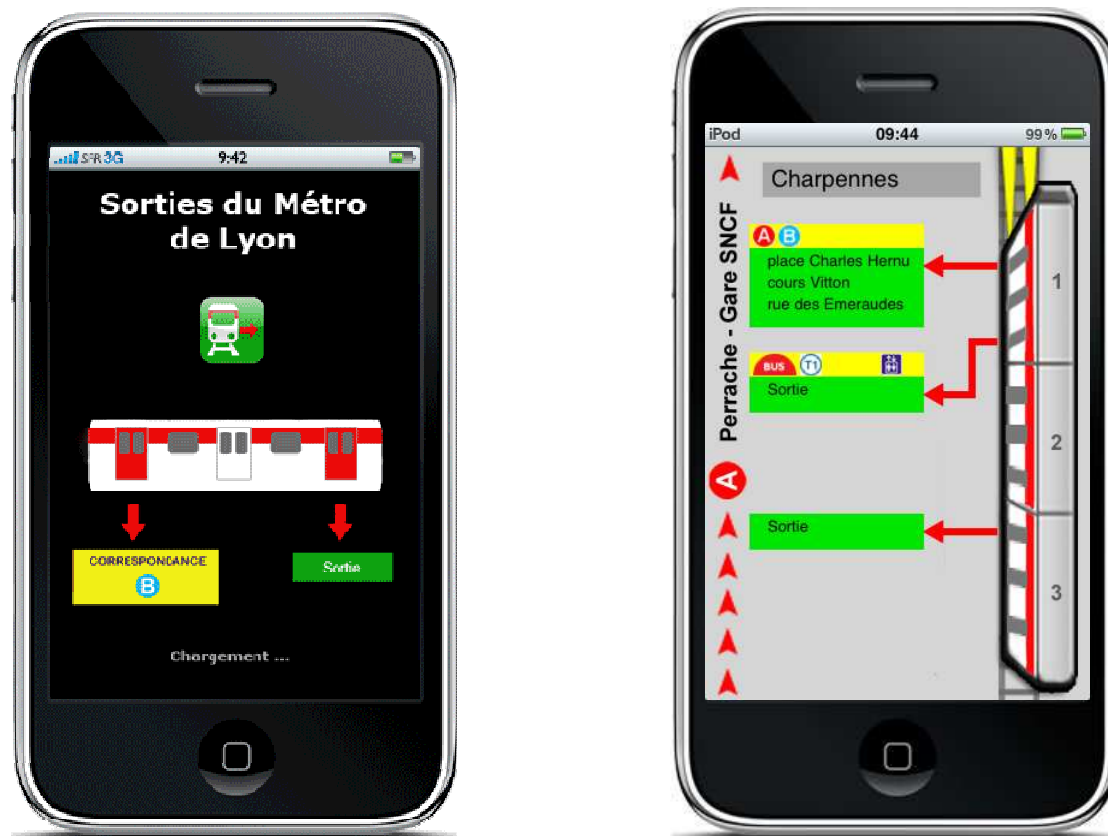 SFR 3G 9:42
Sorties du Métro
de Lyon
CORRESPONDANCE
B
Sortie
Chargement ...
iPod 09:44 99 %
Charpennes
A B
place Charles Hernu
cours Vitton
rue des Emeraudes
BUS T1
Sortie
Sortie
A Perrache - Gare SNCF
1
2
3